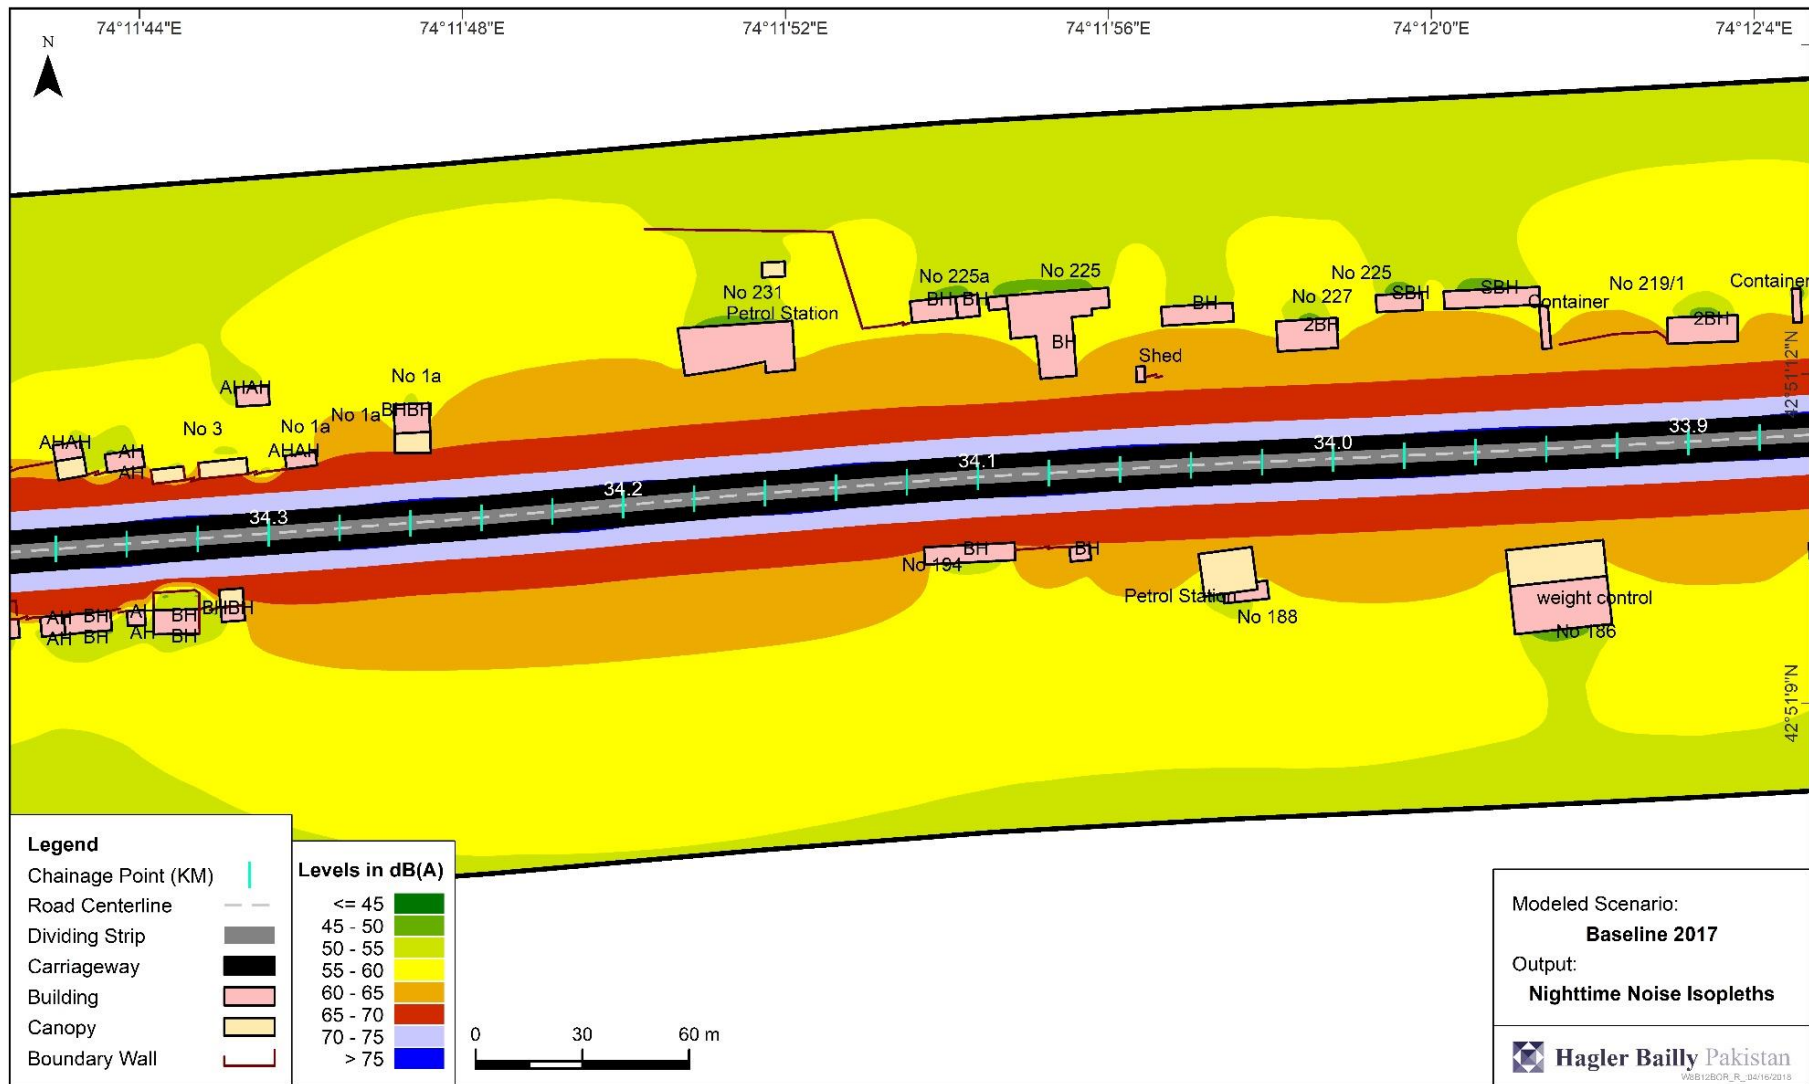 74°11'44"E 74°11'48"E 74°11'52"E 74°11'56"E 74°12'0"E 74°12'4"E
N
No 225a No 225 No 225 No 219/1 Container
No 231 BH BH BH No 227 SBH SBH Container
Petrol Station 2BH 2BH
BH
Shed
42°51'12"N
AHAH No 1a
No 3 No 1a No 1a BHBH
AHAH AH AHAH
AH
34.3 34.2 34.1 34.0 33.9
BH BH
No 194
Petrol Station weight control
No 188 No 186
AH BH A BH BHBH
AH BH AH BH
42°51'9"N
Legend
Chainage Point (KM)
Road Centerline
Dividing Strip
Carriageway
Building
Canopy
Boundary Wall
Levels in dB(A)
<= 45
45 - 50
50 - 55
55 - 60
60 - 65
65 - 70
70 - 75
> 75
0 30 60 m
Modeled Scenario:
Baseline 2017
Output:
Nighttime Noise Isopleths
Hagler Bailly Pakistan